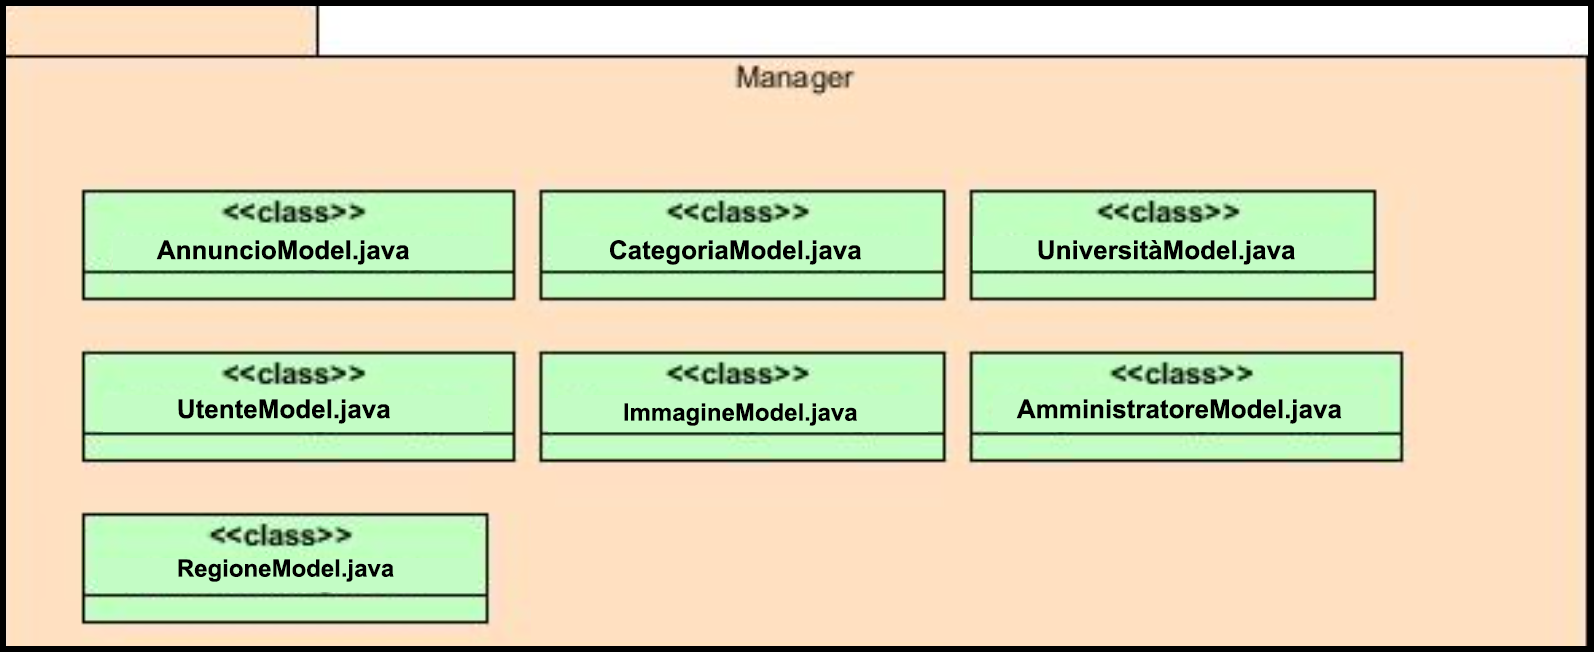 Manager
<<class>>
AnnuncioModel.java
<<class>>
CategoriaModel.java
<<class>>
UniversitàModel.java
<<class>>
UtenteModel.java
<<class>>
ImmagineModel.java
<<class>>
AmministratoreModel.java
<<class>>
RegioneModel.java